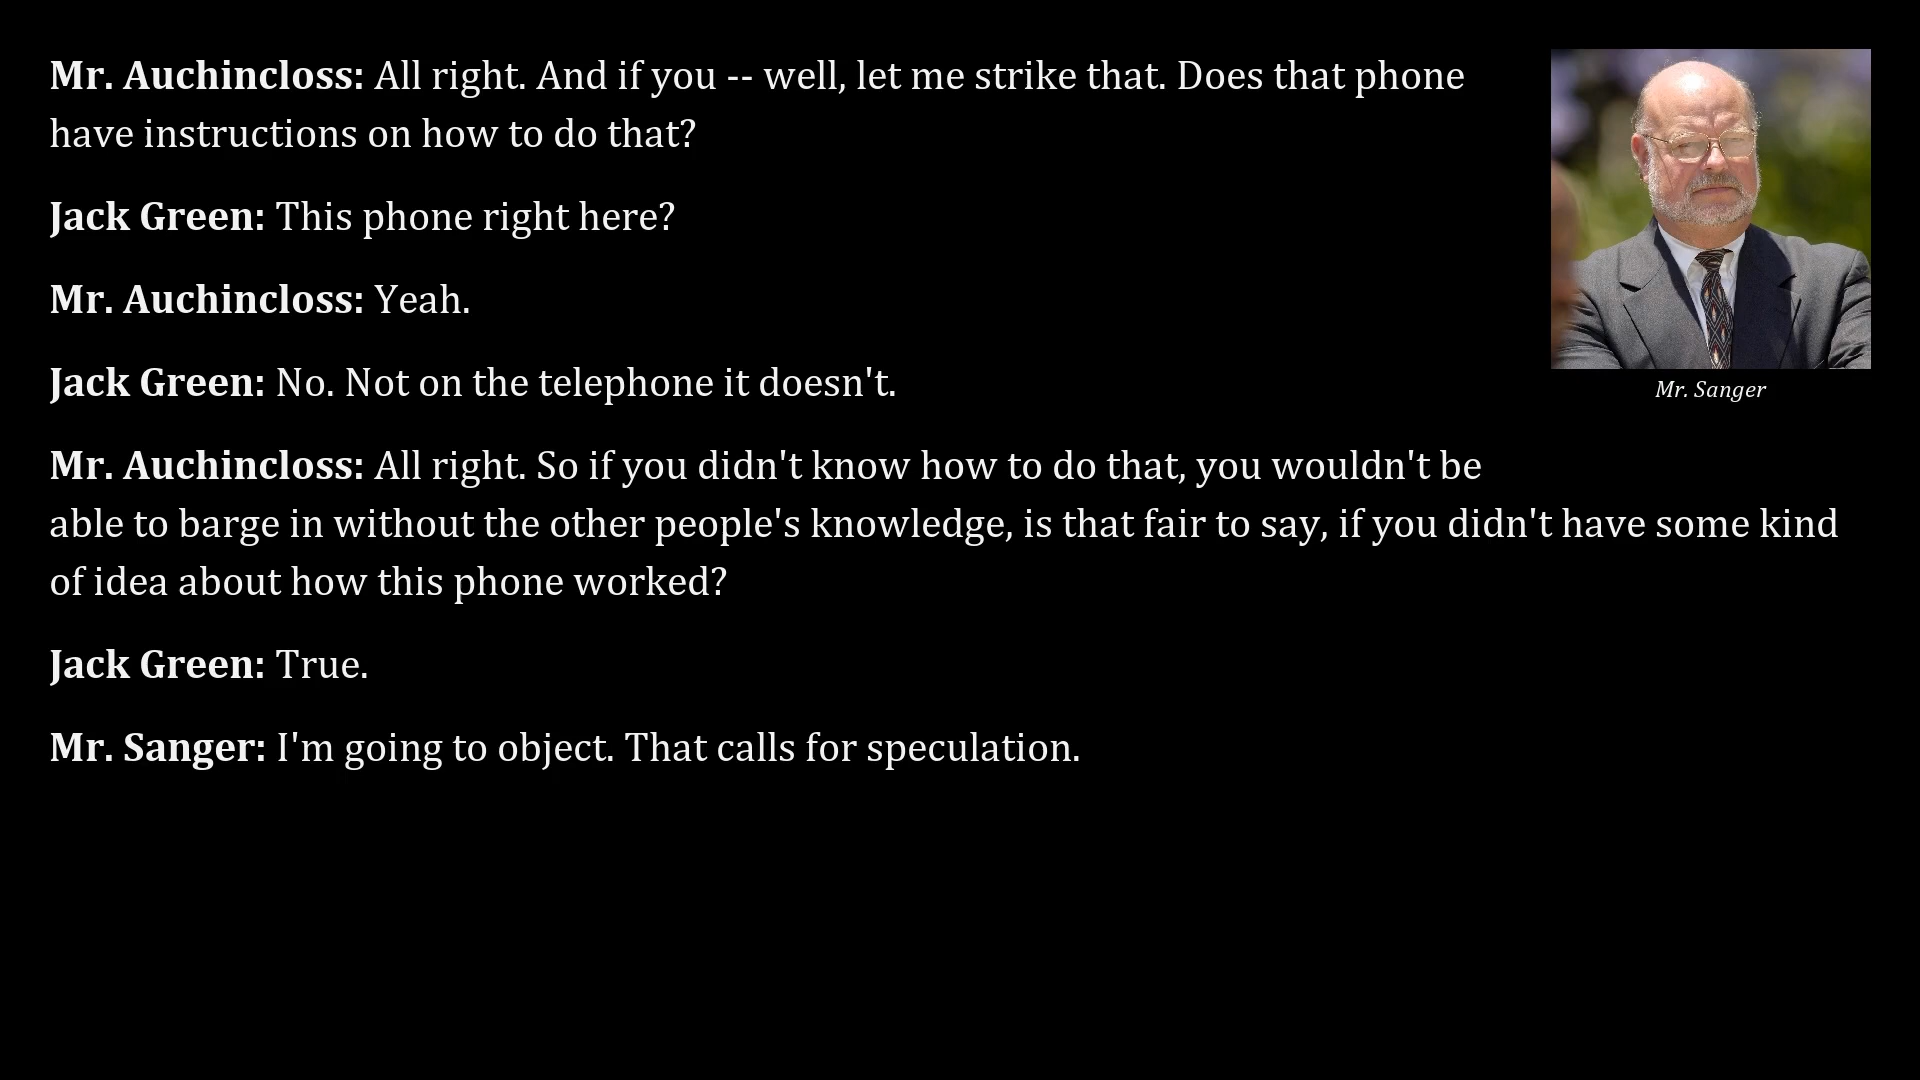 Mr. Auchincloss: All right. And if you -- well, let me strike that. Does that phone
have instructions on how to do that?
Jack Green: This phone right here?
Mr. Auchincloss: Yeah.
Jack Green: No. Not on the telephone it doesn't.
Mr. Sanger
Mr. Auchincloss: All right. So if you didn't know how to do that, you wouldn't be
able to barge in without the other people's knowledge, is that fair to say, if you didn't have some kind
of idea about how this phone worked?
Jack Green: True.
Mr. Sanger: I'm going to object. That calls for speculation.